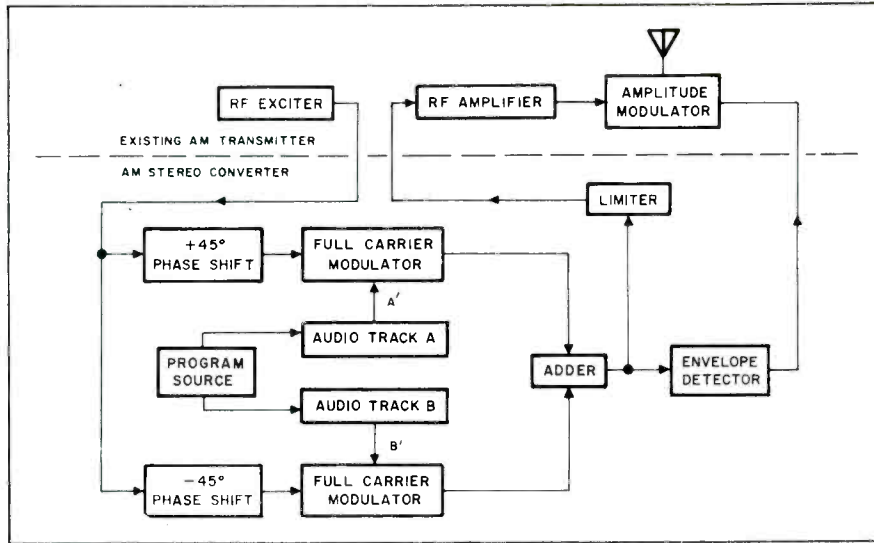 RF EXCITER
RF AMPLIFIER
AMPLITUDE
MODULATOR
EXISTING AM TRANSMITTER
AM STEREO CONVERTER
LIMITER
+45°
PHASE SHIFT
FULL CARRIER
MODULATOR
A'
AUDIO TRACK A
PROGRAM
SOURCE
ADDER
ENVELOPE
DETECTOR
AUDIO TRACK B
B'
−45°
PHASE SHIFT
FULL CARRIER
MODULATOR